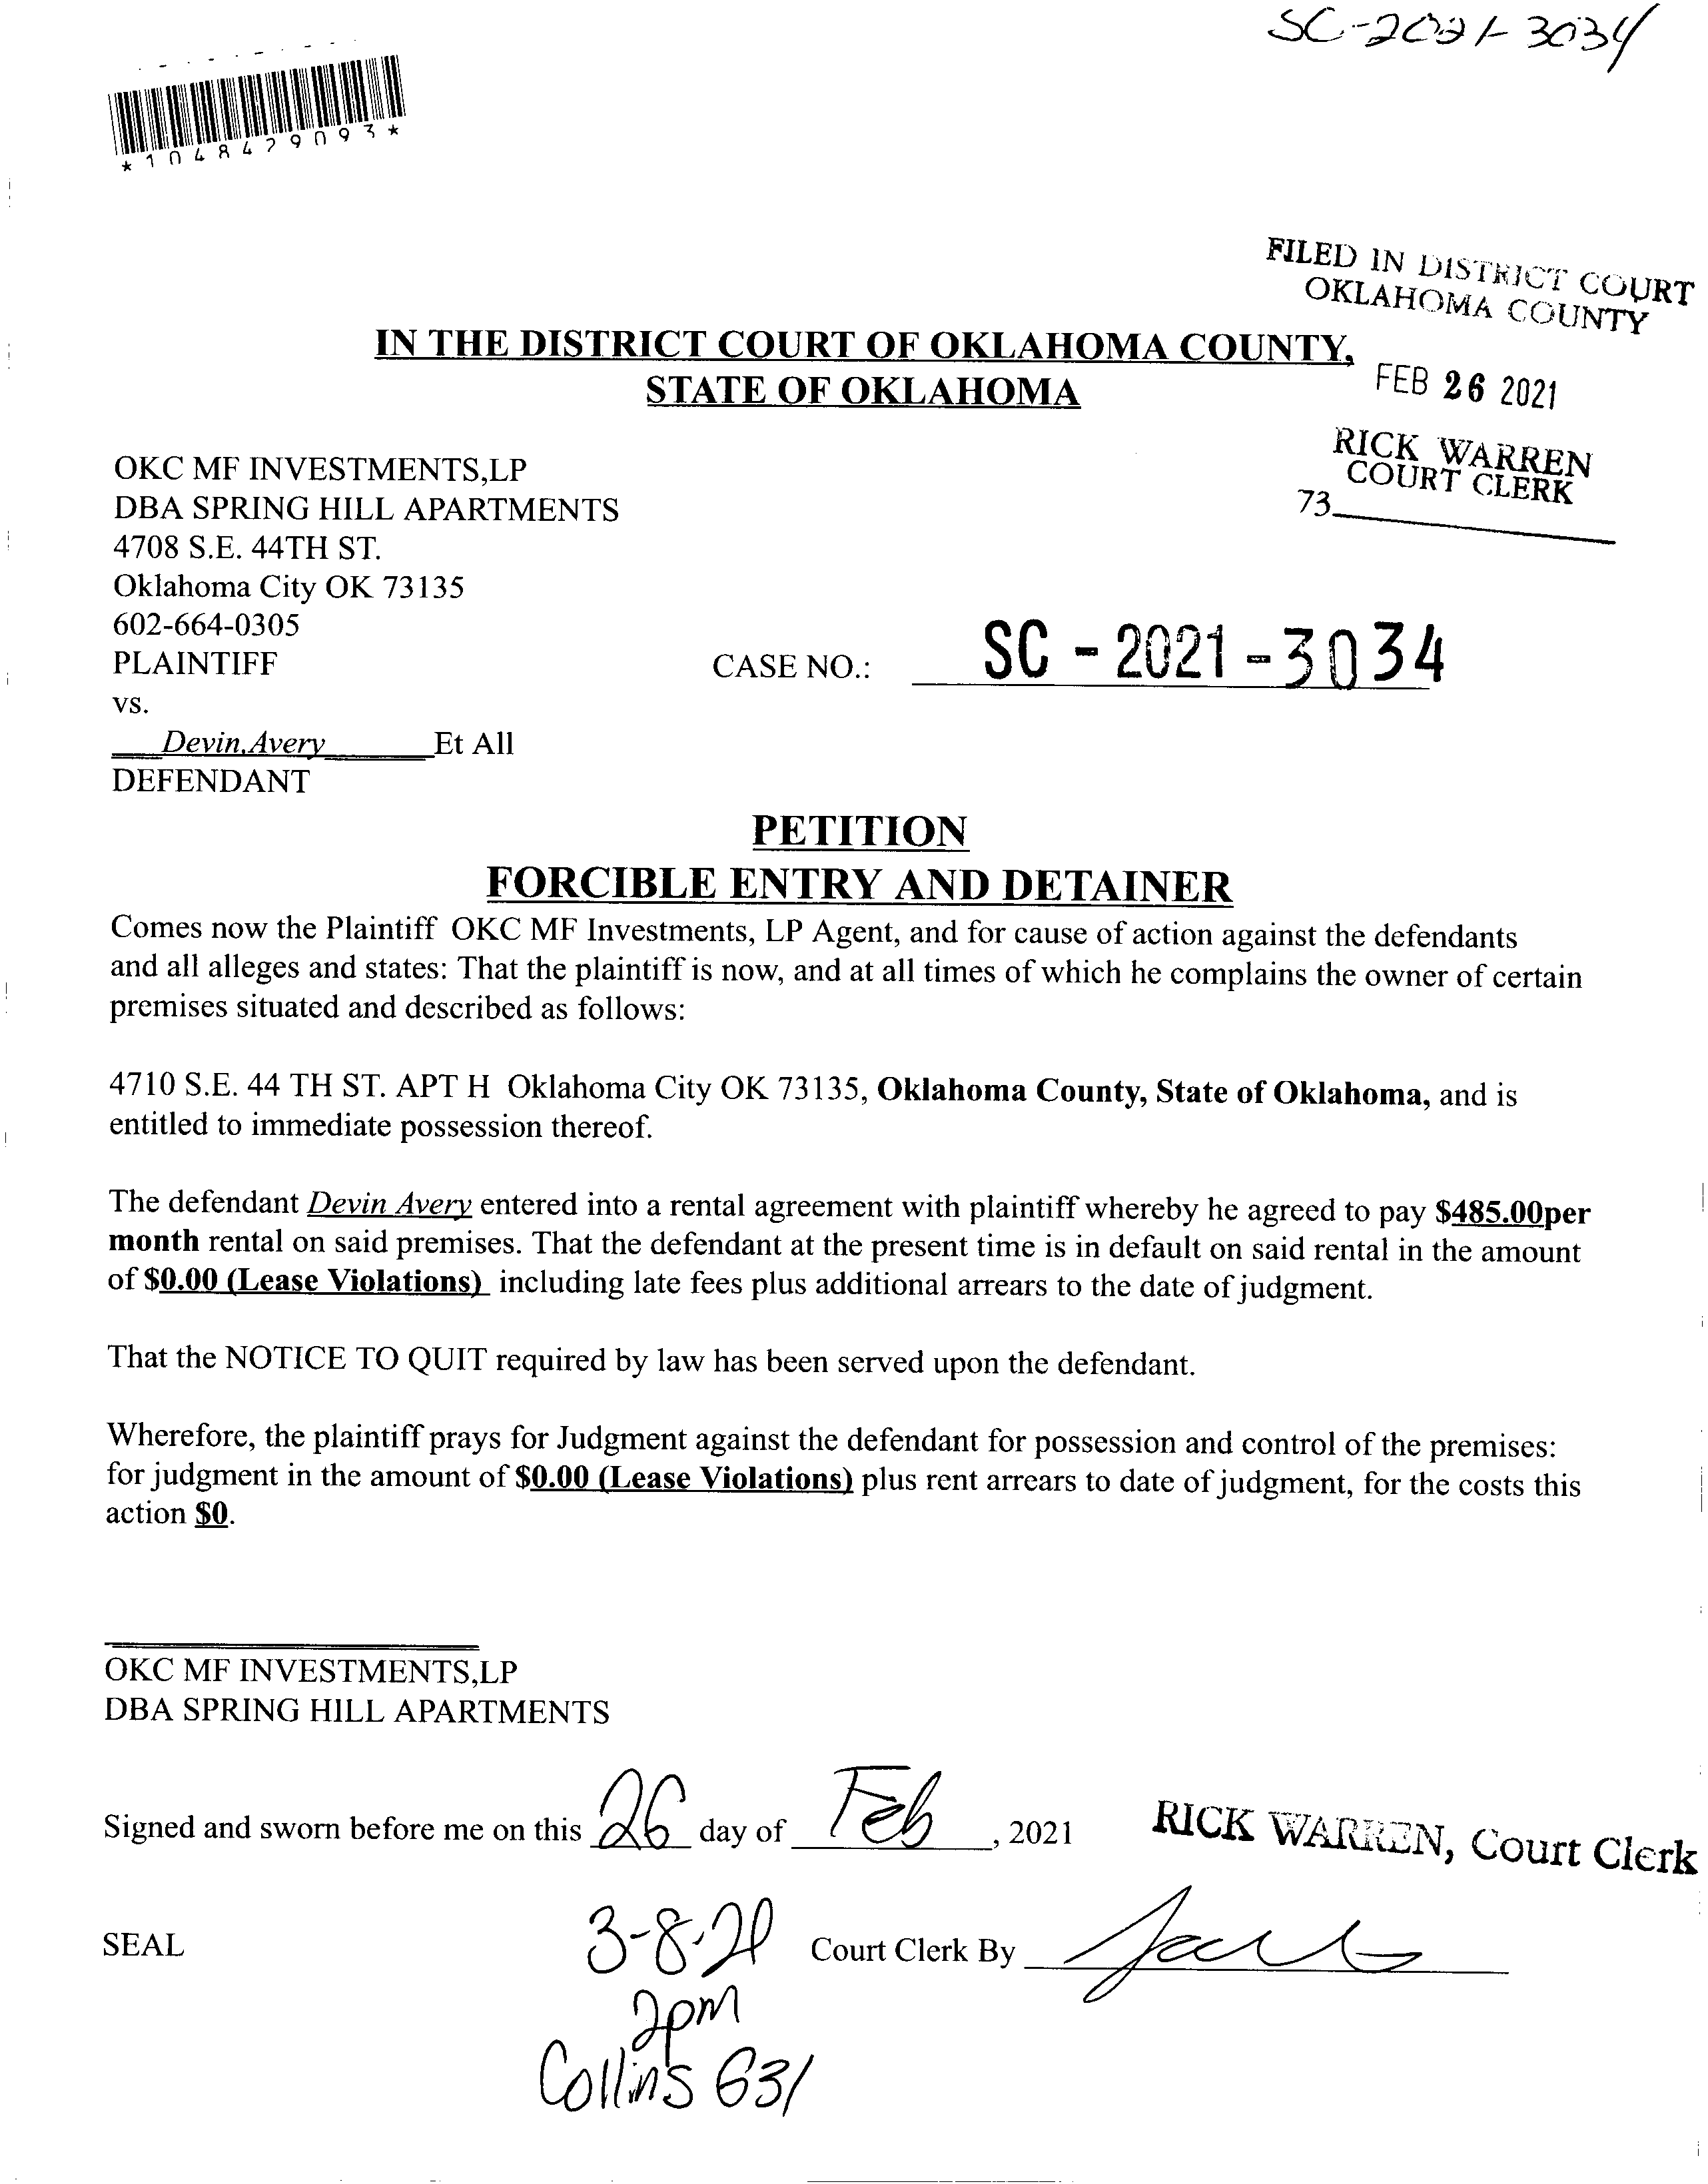 SC-2021-3034
*1048479093*
FILED IN DISTRICT COURT
OKLAHOMA COUNTY
IN THE DISTRICT COURT OF OKLAHOMA COUNTY,
STATE OF OKLAHOMA
FEB 26 2021
RICK WARREN
COURT CLERK
73
OKC MF INVESTMENTS,LP
DBA SPRING HILL APARTMENTS
4708 S.E. 44TH ST.
Oklahoma City OK 73135
602-664-0305
PLAINTIFF
CASE NO.: SC - 2021 - 3034
vs.
Devin,Avery Et All
DEFENDANT
PETITION
FORCIBLE ENTRY AND DETAINER
Comes now the Plaintiff OKC MF Investments, LP Agent, and for cause of action against the defendants
and all alleges and states: That the plaintiff is now, and at all times of which he complains the owner of certain
premises situated and described as follows:
4710 S.E. 44 TH ST. APT H Oklahoma City OK 73135, Oklahoma County, State of Oklahoma, and is
entitled to immediate possession thereof.
The defendant Devin Avery entered into a rental agreement with plaintiff whereby he agreed to pay $485.00per
month rental on said premises. That the defendant at the present time is in default on said rental in the amount
of $0.00 (Lease Violations) including late fees plus additional arrears to the date of judgment.
That the NOTICE TO QUIT required by law has been served upon the defendant.
Wherefore, the plaintiff prays for Judgment against the defendant for possession and control of the premises:
for judgment in the amount of $0.00 (Lease Violations) plus rent arrears to date of judgment, for the costs this
action $0.
OKC MF INVESTMENTS,LP
DBA SPRING HILL APARTMENTS
Signed and sworn before me on this 26 day of Feb, 2021
RICK WARREN, Court Clerk
SEAL
3-8-21
Court Clerk By
2pm
Collins 631